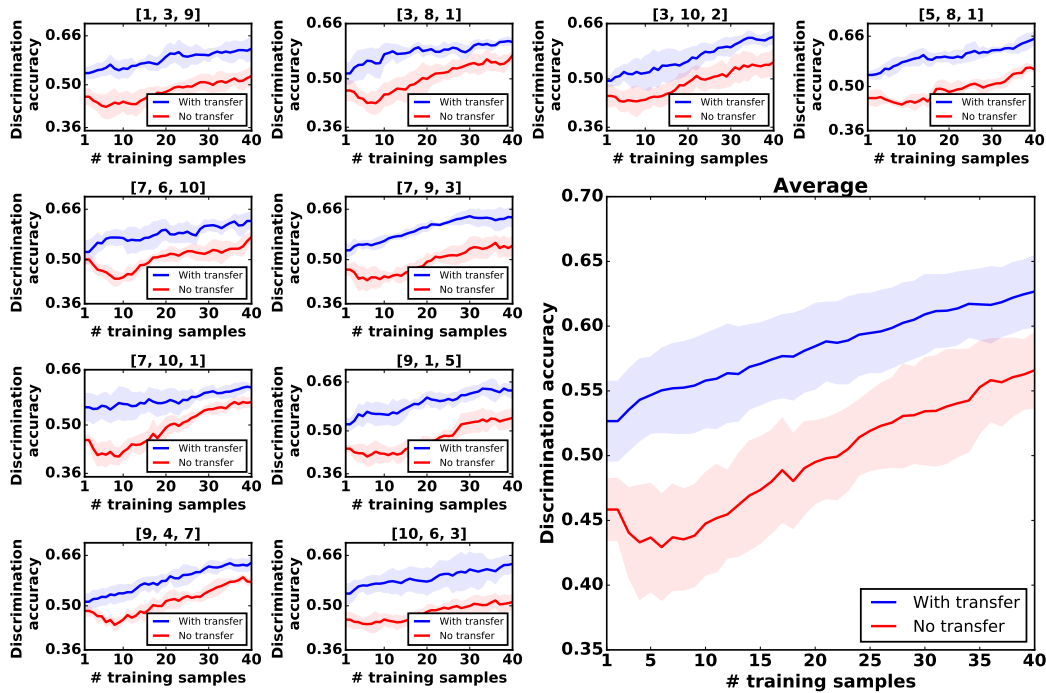 [1, 3, 9]
Discrimination
accuracy
0.66
0.50
0.36
With transfer
No transfer
1 10 20 30 40
# training samples
[3, 8, 1]
Discrimination
accuracy
0.66
0.50
0.36
With transfer
No transfer
1 10 20 30 40
# training samples
[3, 10, 2]
Discrimination
accuracy
0.66
0.50
0.36
With transfer
No transfer
1 10 20 30 40
# training samples
[5, 8, 1]
Discrimination
accuracy
0.66
0.50
0.36
With transfer
No transfer
1 10 20 30 40
# training samples
[7, 6, 10]
Discrimination
accuracy
0.66
0.50
0.36
With transfer
No transfer
1 10 20 30 40
# training samples
[7, 9, 3]
Discrimination
accuracy
0.66
0.50
0.36
With transfer
No transfer
1 10 20 30 40
# training samples
Average
Discrimination accuracy
0.70
0.65
0.60
0.55
0.50
0.45
0.40
0.35
With transfer
No transfer
1 5 10 15 20 25 30 35 40
# training samples
[7, 10, 1]
Discrimination
accuracy
0.66
0.50
0.36
With transfer
No transfer
1 10 20 30 40
# training samples
[9, 1, 5]
Discrimination
accuracy
0.66
0.50
0.36
With transfer
No transfer
1 10 20 30 40
# training samples
[9, 4, 7]
Discrimination
accuracy
0.66
0.50
0.36
With transfer
No transfer
1 10 20 30 40
# training samples
[10, 6, 3]
Discrimination
accuracy
0.66
0.50
0.36
With transfer
No transfer
1 10 20 30 40
# training samples